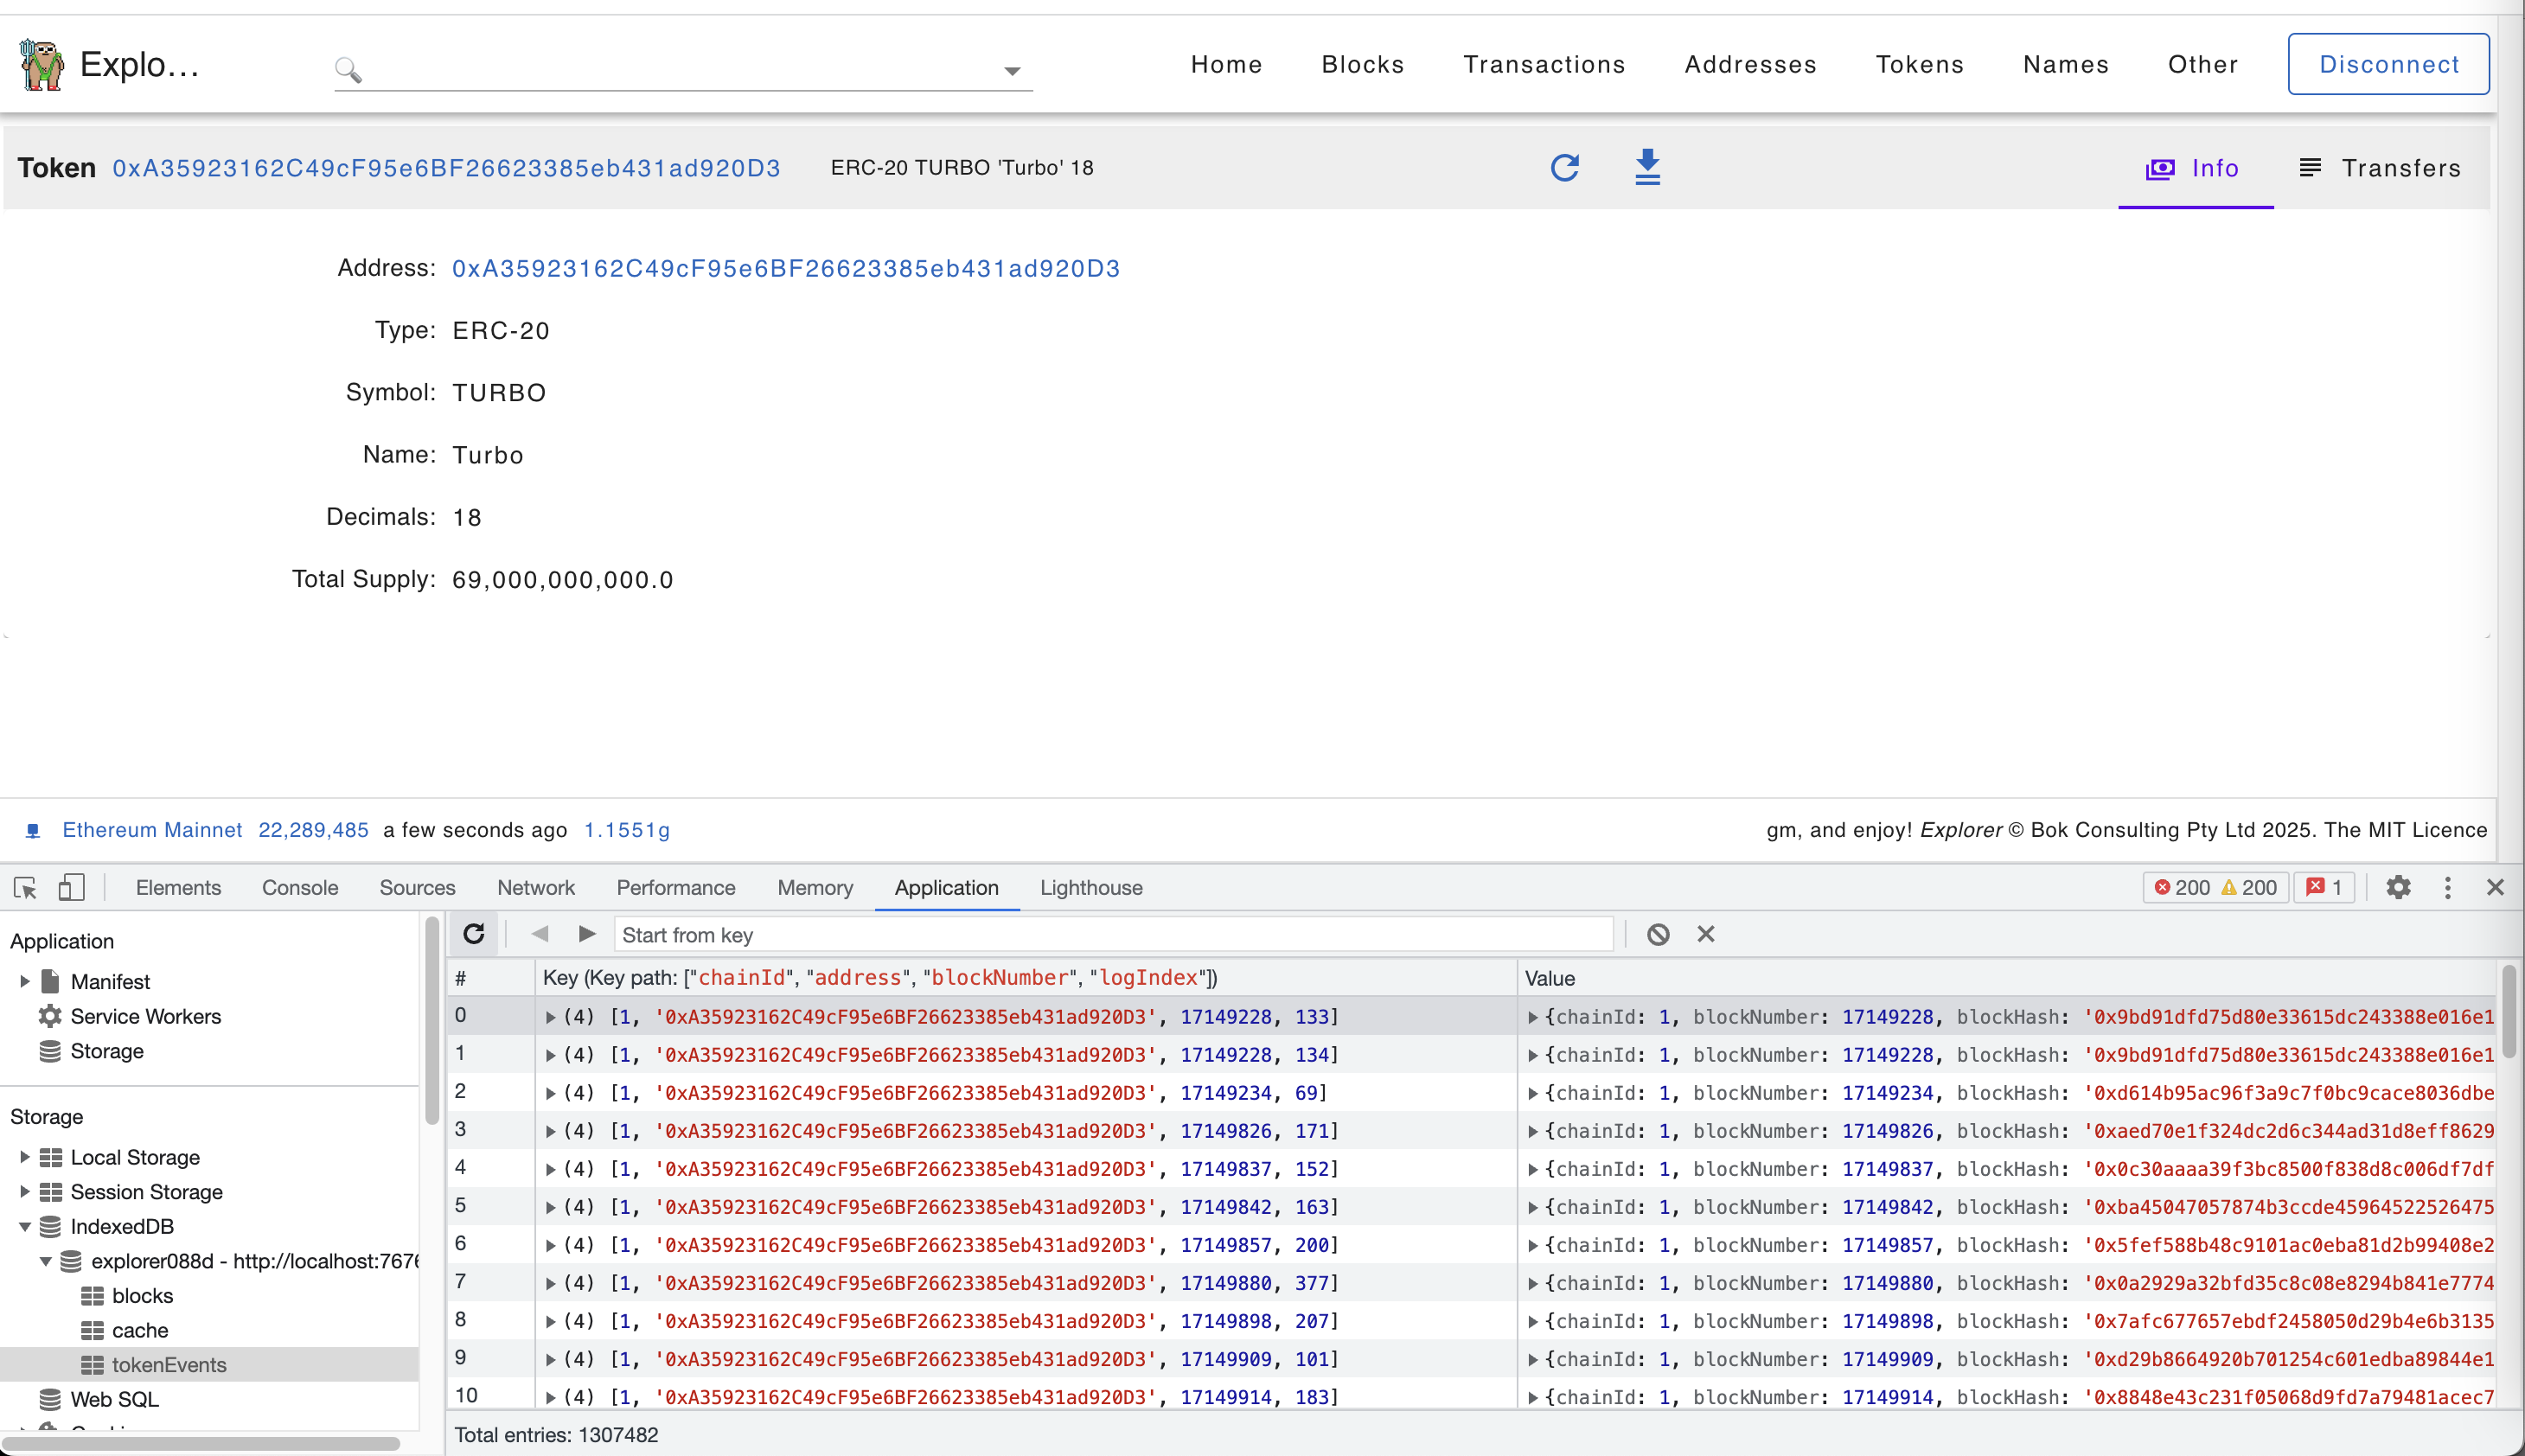 Explo...
Home Blocks Transactions Addresses Tokens Names Other Disconnect
Token 0xA35923162C49cF95e6BF26623385eb431ad920D3 ERC-20 TURBO 'Turbo' 18 Info Transfers
Address: 0xA35923162C49cF95e6BF26623385eb431ad920D3
Type: ERC-20
Symbol: TURBO
Name: Turbo
Decimals: 18
Total Supply: 69,000,000,000.0
Ethereum Mainnet 22,289,485 a few seconds ago 1.1551g gm, and enjoy! Explorer © Bok Consulting Pty Ltd 2025. The MIT Licence
Elements Console Sources Network Performance Memory Application Lighthouse 200 200 1
Application
Manifest
Service Workers
Storage
Storage
Local Storage
Session Storage
IndexedDB
explorer088d - http://localhost:7676
blocks
cache
tokenEvents
Web SQL
Start from key
# Key (Key path: ["chainId", "address", "blockNumber", "logIndex"]) Value
0 (4) [1, '0xA35923162C49cF95e6BF26623385eb431ad920D3', 17149228, 133] {chainId: 1, blockNumber: 17149228, blockHash: '0x9bd91dfd75d80e33615dc243388e016e1
1 (4) [1, '0xA35923162C49cF95e6BF26623385eb431ad920D3', 17149228, 134] {chainId: 1, blockNumber: 17149228, blockHash: '0x9bd91dfd75d80e33615dc243388e016e1
2 (4) [1, '0xA35923162C49cF95e6BF26623385eb431ad920D3', 17149234, 69] {chainId: 1, blockNumber: 17149234, blockHash: '0xd614b95ac96f3a9c7f0bc9cace8036dbe
3 (4) [1, '0xA35923162C49cF95e6BF26623385eb431ad920D3', 17149826, 171] {chainId: 1, blockNumber: 17149826, blockHash: '0xaed70e1f324dc2d6c344ad31d8eff8629
4 (4) [1, '0xA35923162C49cF95e6BF26623385eb431ad920D3', 17149837, 152] {chainId: 1, blockNumber: 17149837, blockHash: '0x0c30aaaa39f3bc8500f838d8c006df7df
5 (4) [1, '0xA35923162C49cF95e6BF26623385eb431ad920D3', 17149842, 163] {chainId: 1, blockNumber: 17149842, blockHash: '0xba45047057874b3ccde45964522526475
6 (4) [1, '0xA35923162C49cF95e6BF26623385eb431ad920D3', 17149857, 200] {chainId: 1, blockNumber: 17149857, blockHash: '0x5fef588b48c9101ac0eba81d2b99408e2
7 (4) [1, '0xA35923162C49cF95e6BF26623385eb431ad920D3', 17149880, 377] {chainId: 1, blockNumber: 17149880, blockHash: '0x0a2929a32bfd35c8c08e8294b841e7774
8 (4) [1, '0xA35923162C49cF95e6BF26623385eb431ad920D3', 17149898, 207] {chainId: 1, blockNumber: 17149898, blockHash: '0x7afc677657ebdf2458050d29b4e6b3135
9 (4) [1, '0xA35923162C49cF95e6BF26623385eb431ad920D3', 17149909, 101] {chainId: 1, blockNumber: 17149909, blockHash: '0xd29b8664920b701254c601edba89844e1
10 (4) [1, '0xA35923162C49cF95e6BF26623385eb431ad920D3', 17149914, 183] {chainId: 1, blockNumber: 17149914, blockHash: '0x8848e43c231f05068d9fd7a79481acec7
Total entries: 1307482